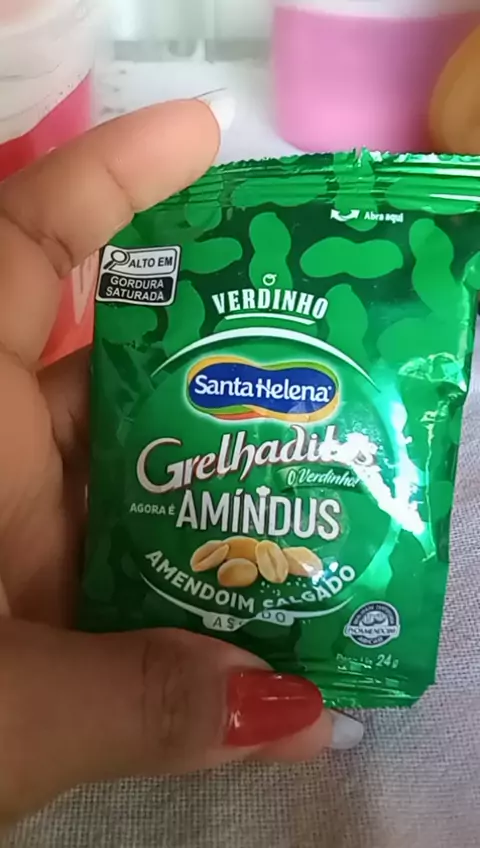 Abra aqui
ALTO EM
GORDURA
SATURADA
VERDINHO
Santa Helena
Grelhaditos
O Verdinho!
AGORA É AMÍNDUS
AMENDOIM SALGADO
24g